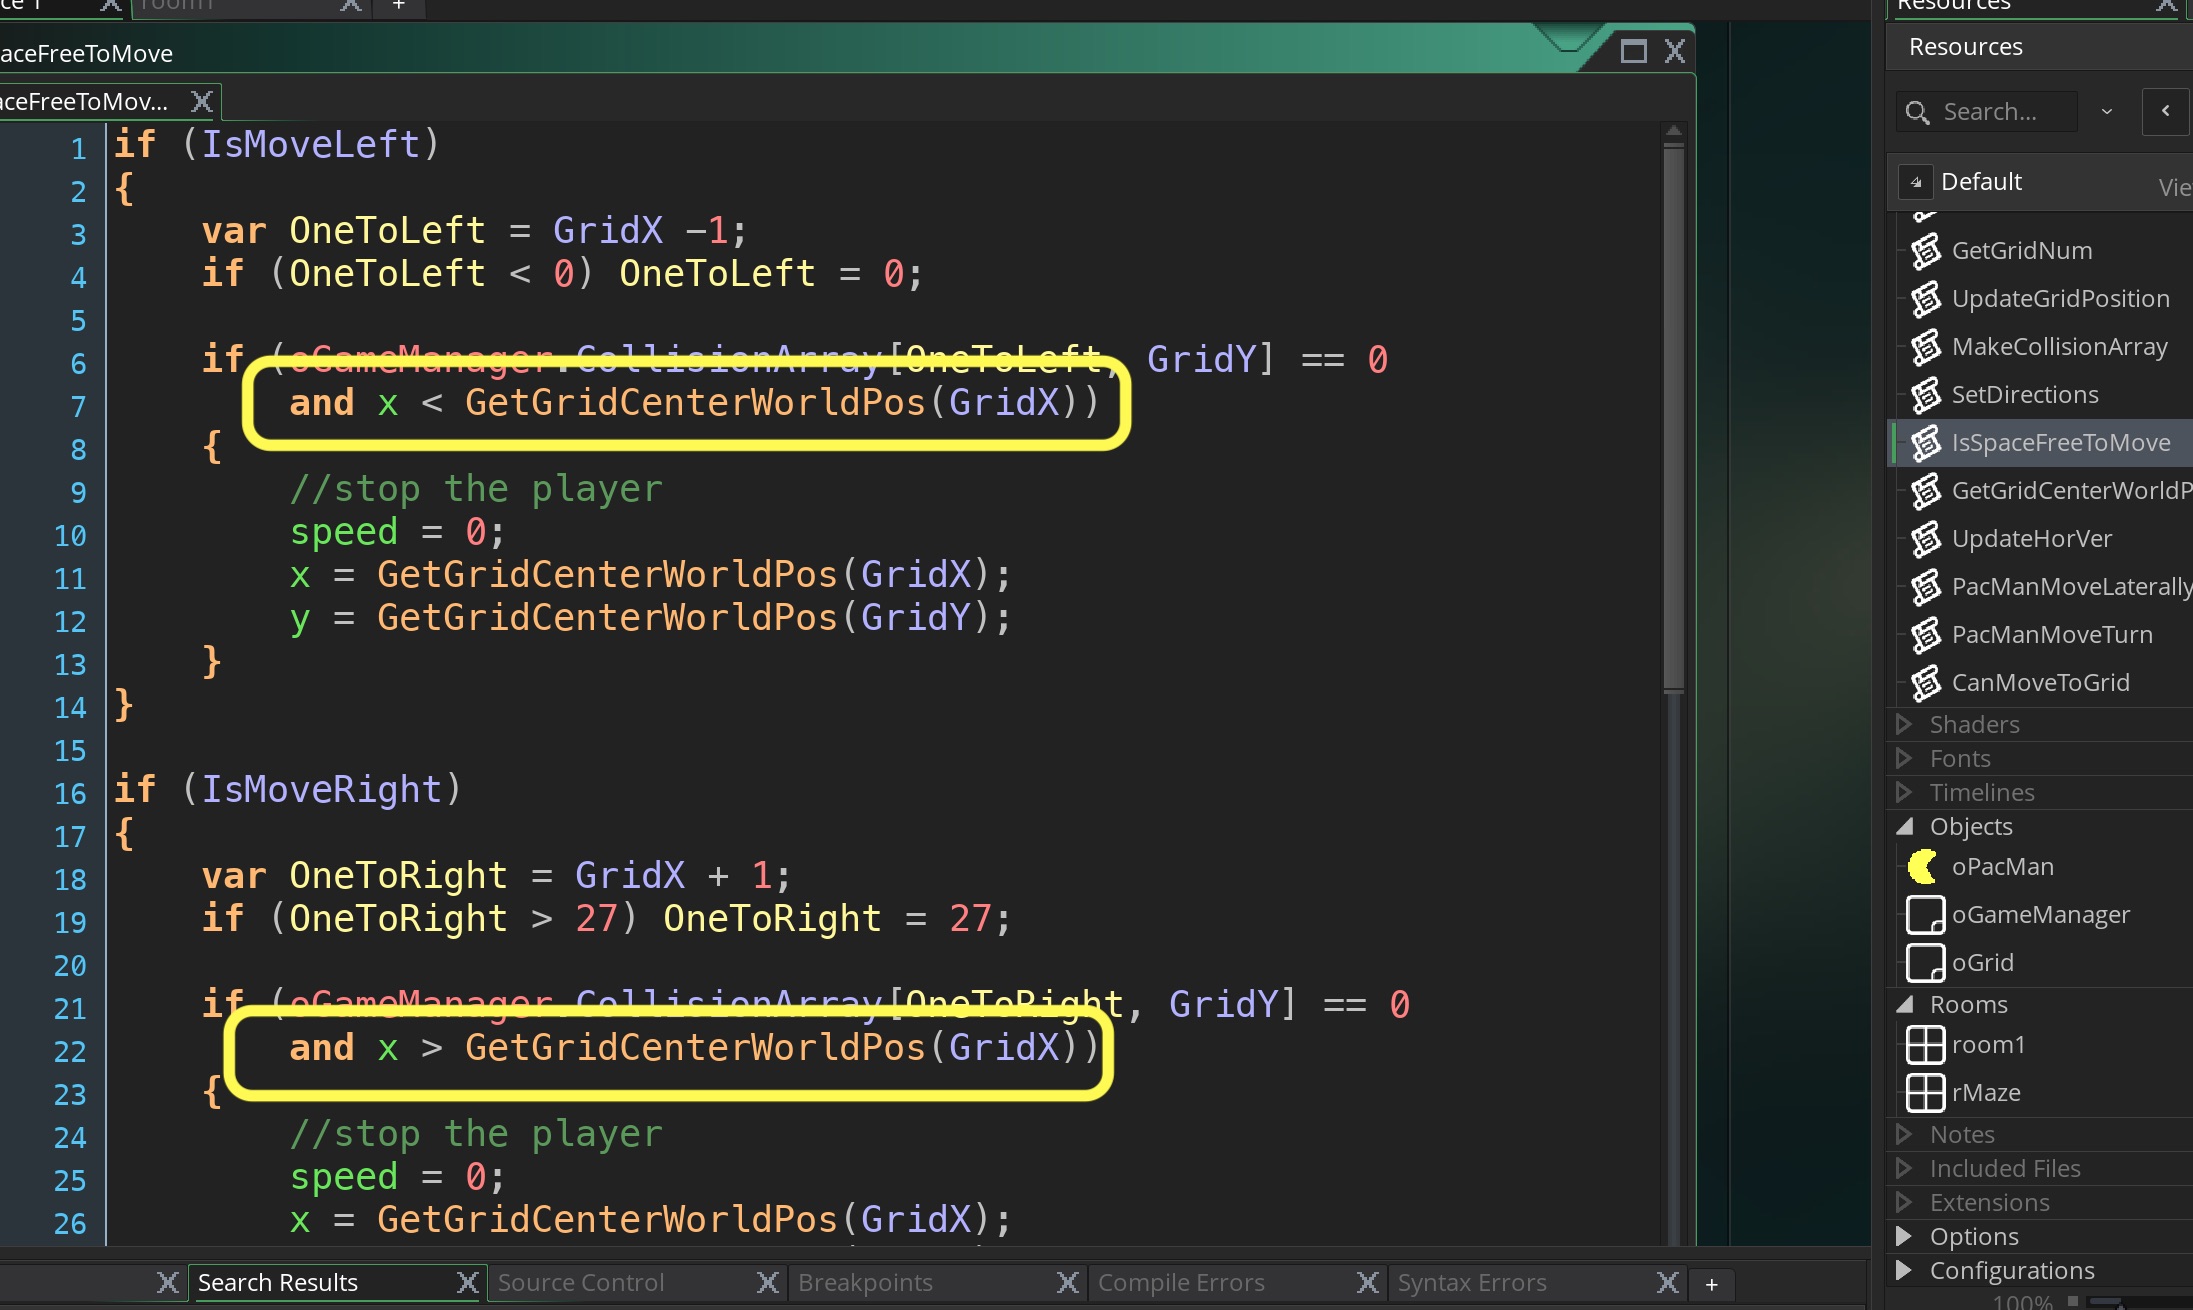 room1
+
aceFreeToMove
aceFreeToMov...
1 if (IsMoveLeft)
2 {
3 var OneToLeft = GridX -1;
4 if (OneToLeft < 0) OneToLeft = 0;
5
6 if (oGameManager.CollisionArray[OneToLeft, GridY] == 0
7 and x < GetGridCenterWorldPos(GridX))
8 {
9 //stop the player
10 speed = 0;
11 x = GetGridCenterWorldPos(GridX);
12 y = GetGridCenterWorldPos(GridY);
13 }
14 }
15
16 if (IsMoveRight)
17 {
18 var OneToRight = GridX + 1;
19 if (OneToRight > 27) OneToRight = 27;
20
21 if (oGameManager.CollisionArray[OneToRight, GridY] == 0
22 and x > GetGridCenterWorldPos(GridX))
23 {
24 //stop the player
25 speed = 0;
26 x = GetGridCenterWorldPos(GridX);
Search Results
Source Control
Breakpoints
Compile Errors
Syntax Errors
+
Resources
Resources
Search...
Default
Vie
GetGridNum
UpdateGridPosition
MakeCollisionArray
SetDirections
IsSpaceFreeToMove
GetGridCenterWorldP
UpdateHorVer
PacManMoveLaterally
PacManMoveTurn
CanMoveToGrid
Shaders
Fonts
Timelines
Objects
oPacMan
oGameManager
oGrid
Rooms
room1
rMaze
Notes
Included Files
Extensions
Options
Configurations
100%